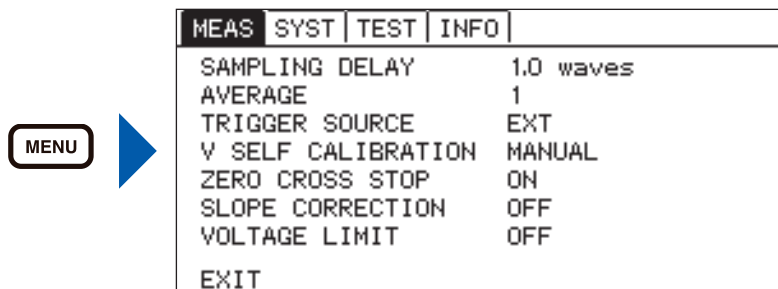 MENU
MEAS SYST TEST INFO
SAMPLING DELAY 1.0 waves
AVERAGE 1
TRIGGER SOURCE EXT
V SELF CALIBRATION MANUAL
ZERO CROSS STOP ON
SLOPE CORRECTION OFF
VOLTAGE LIMIT OFF
EXIT